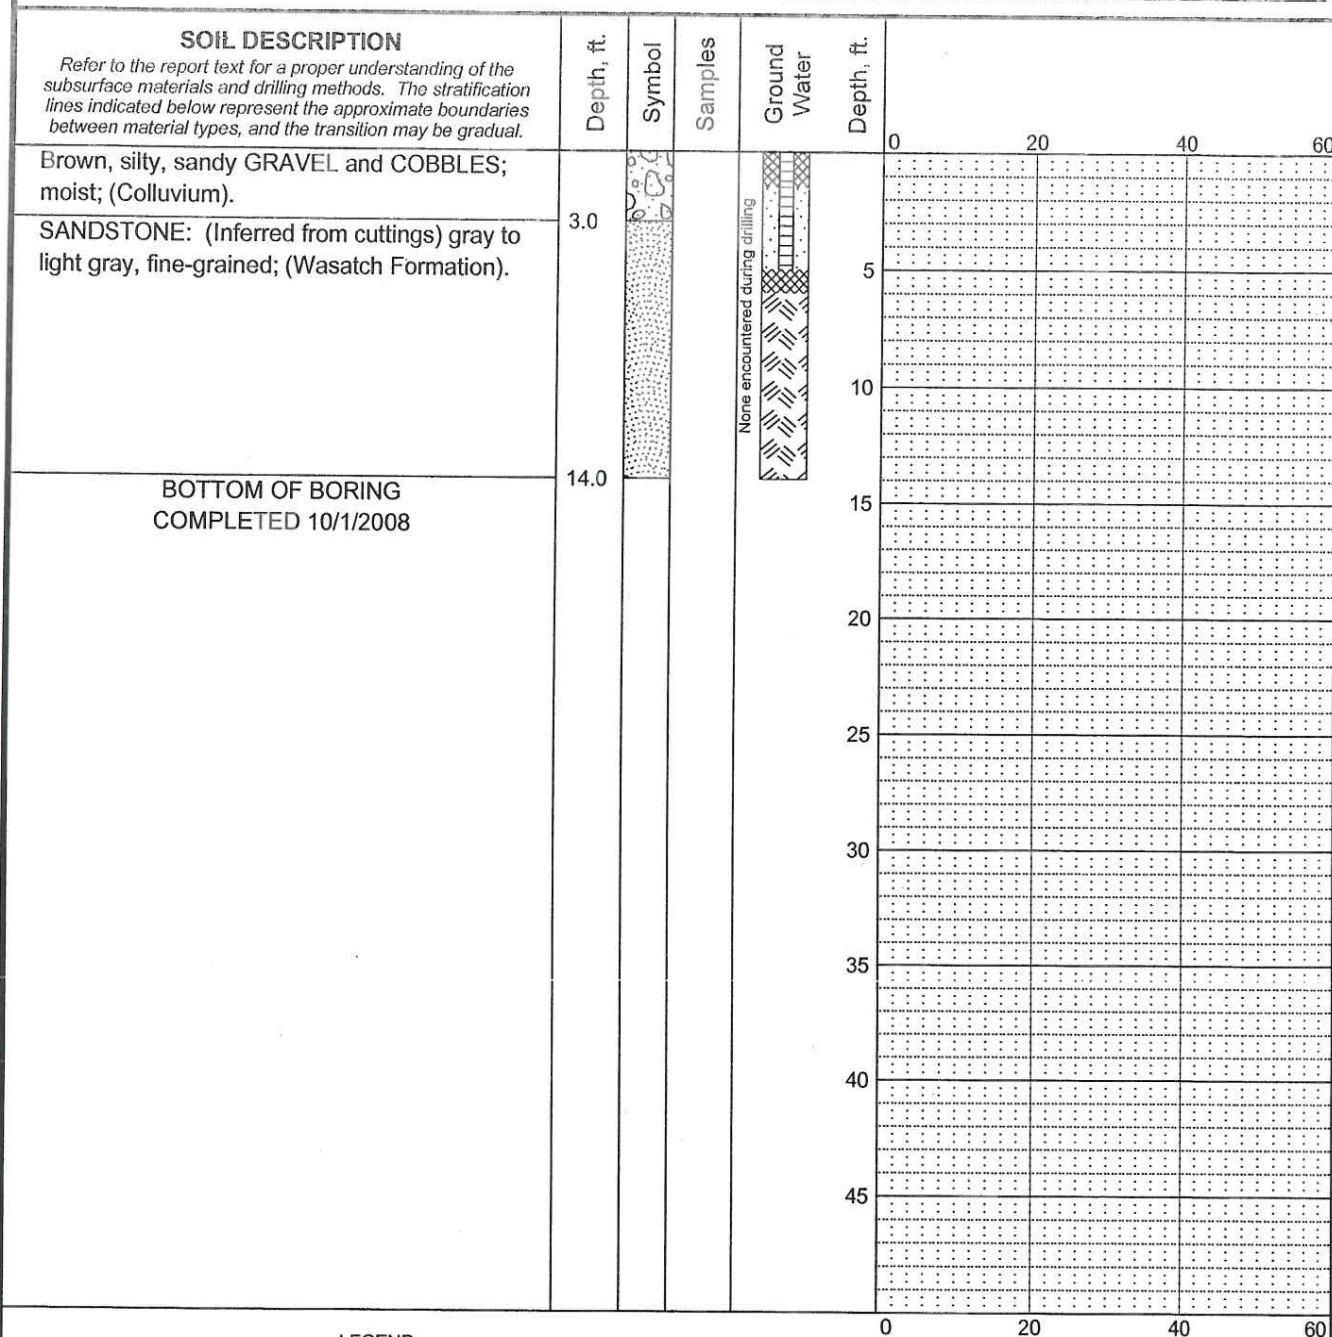 SOIL DESCRIPTION
Refer to the report text for a proper understanding of the
subsurface materials and drilling methods. The stratification
lines indicated below represent the approximate boundaries
between material types, and the transition may be gradual.
Depth, ft.
Symbol
Samples
Ground
Water
Depth, ft.
0 20 40 60
Brown, silty, sandy GRAVEL and COBBLES;
moist; (Colluvium).
3.0
SANDSTONE: (Inferred from cuttings) gray to
light gray, fine-grained; (Wasatch Formation).
14.0
BOTTOM OF BORING
COMPLETED 10/1/2008
None encountered during drilling
5
10
15
20
25
30
35
40
45
0 20 40 60
LEGEND